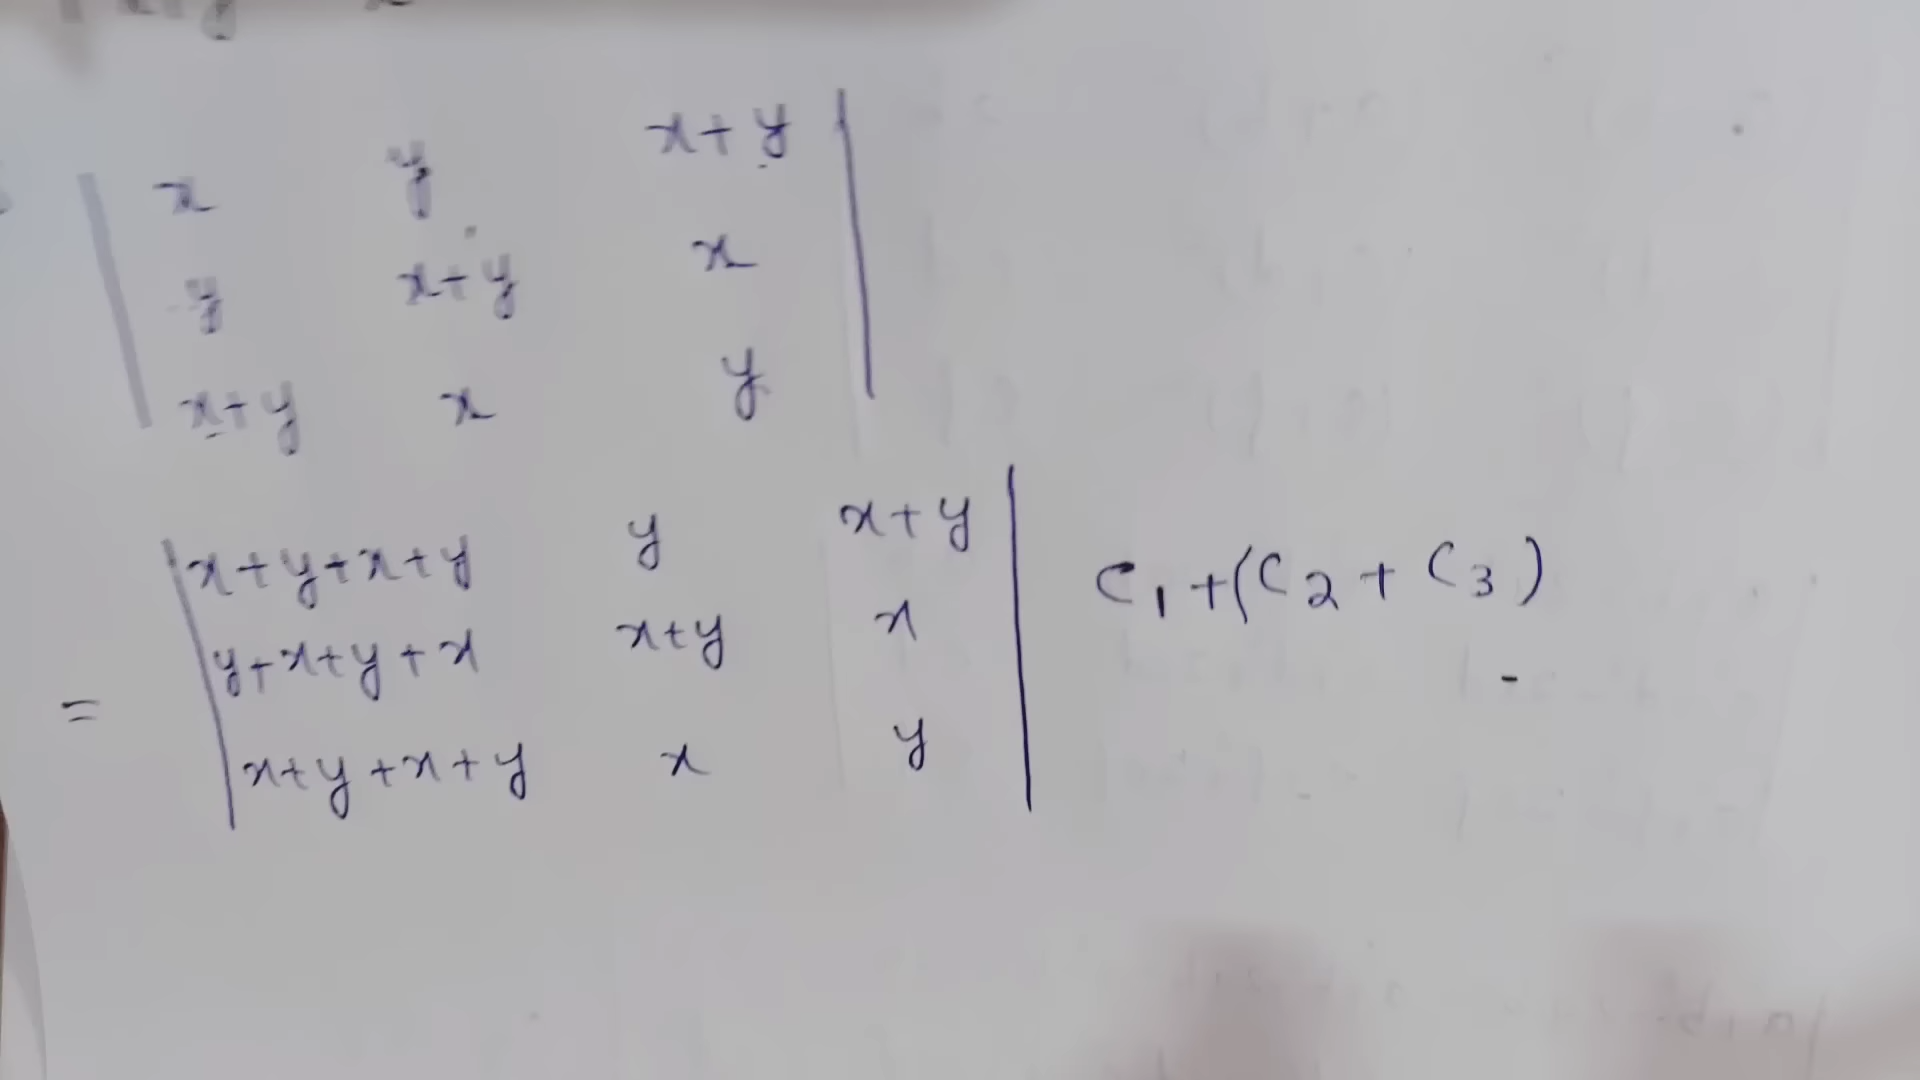 x y x+y
y x+y x
x+y x y
x+y+x+y y x+y C1+(C2+C3)
y+x+y+x x+y x
=
x+y+x+y x y